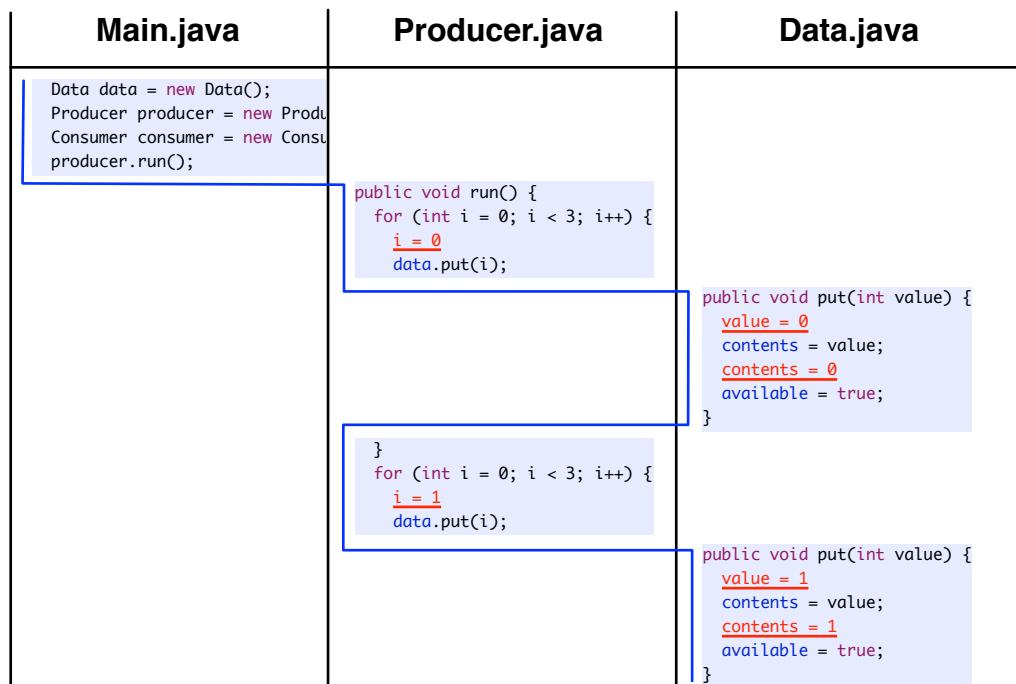 Main.java
Producer.java
Data.java
Data data = new Data();
Producer producer = new Produ
Consumer consumer = new Consu
producer.run();
public void run() {
for (int i = 0; i < 3; i++) {
i = 0
data.put(i);
public void put(int value) {
value = 0
contents = value;
contents = 0
available = true;
}
}
for (int i = 0; i < 3; i++) {
i = 1
data.put(i);
public void put(int value) {
value = 1
contents = value;
contents = 1
available = true;
}